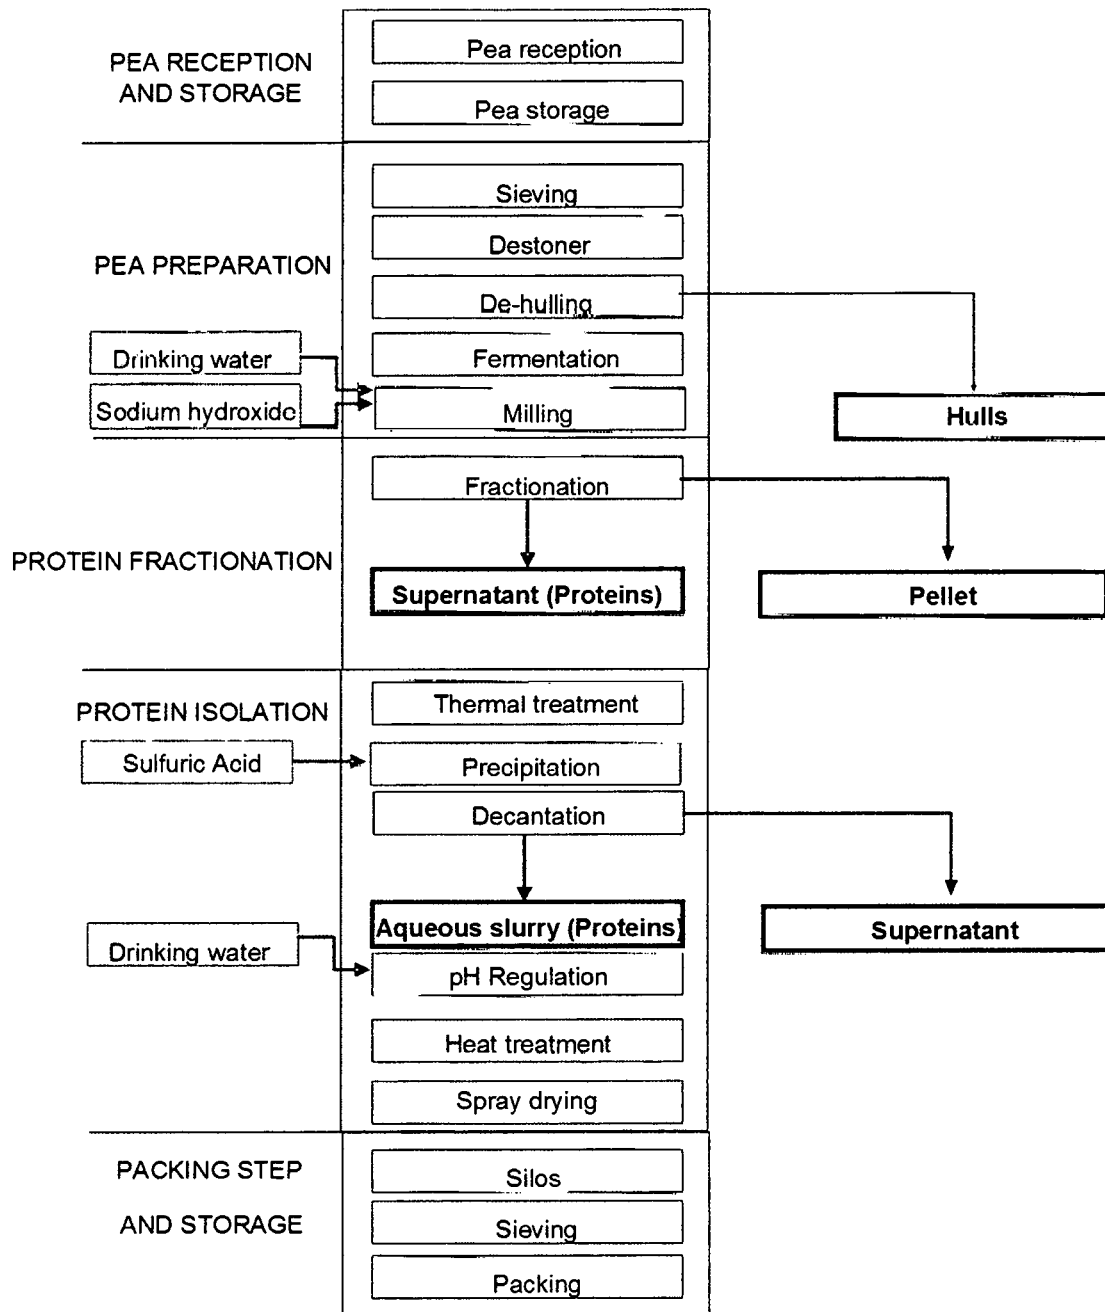 PEA RECEPTION
AND STORAGE
Pea reception
Pea storage
PEA PREPARATION
Sieving
Destoner
De-hulling
Fermentation
Milling
Drinking water
Sodium hydroxide
Hulls
PROTEIN FRACTIONATION
Fractionation
Supernatant (Proteins)
Pellet
PROTEIN ISOLATION
Thermal treatment
Sulfuric Acid
Precipitation
Decantation
Aqueous slurry (Proteins)
Supernatant
Drinking water
pH Regulation
Heat treatment
Spray drying
PACKING STEP
AND STORAGE
Silos
Sieving
Packing